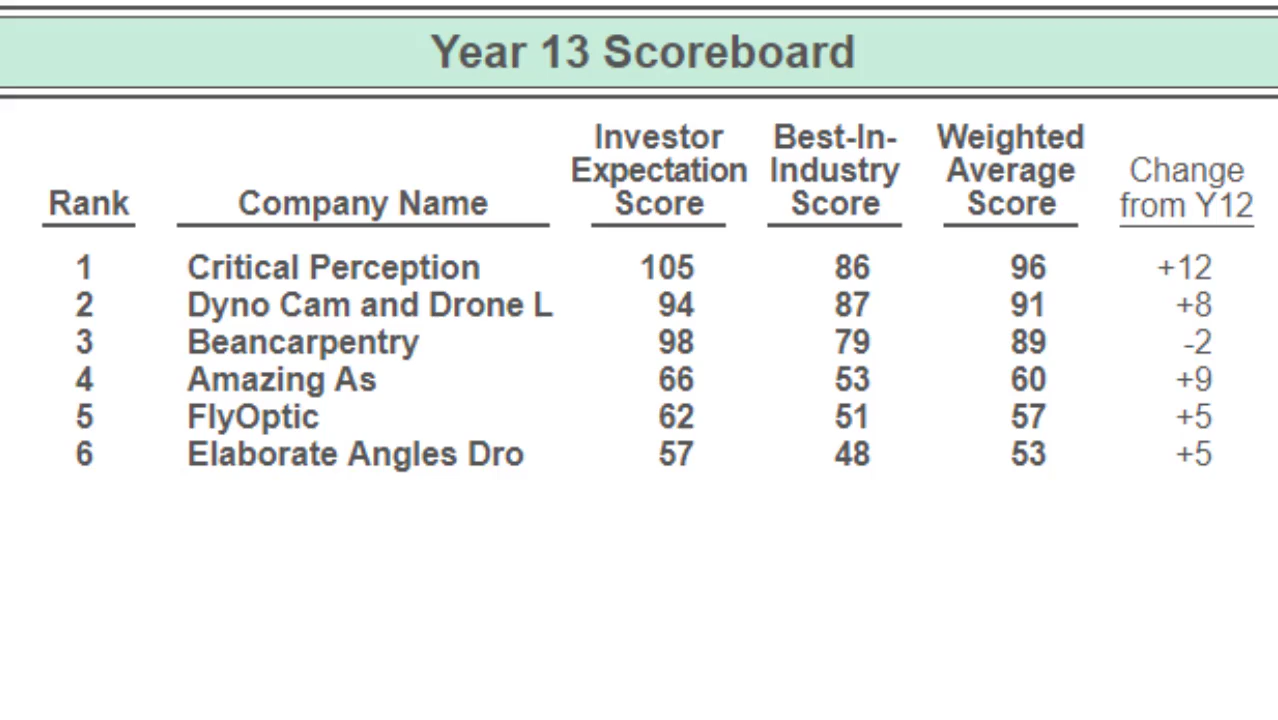 Year 13 Scoreboard
Investor Best-In- Weighted
Expectation Industry Average Change
Rank Company Name Score Score Score from Y12
1 Critical Perception 105 86 96 +12
2 Dyno Cam and Drone L 94 87 91 +8
3 Beancarpentry 98 79 89 -2
4 Amazing As 66 53 60 +9
5 FlyOptic 62 51 57 +5
6 Elaborate Angles Dro 57 48 53 +5